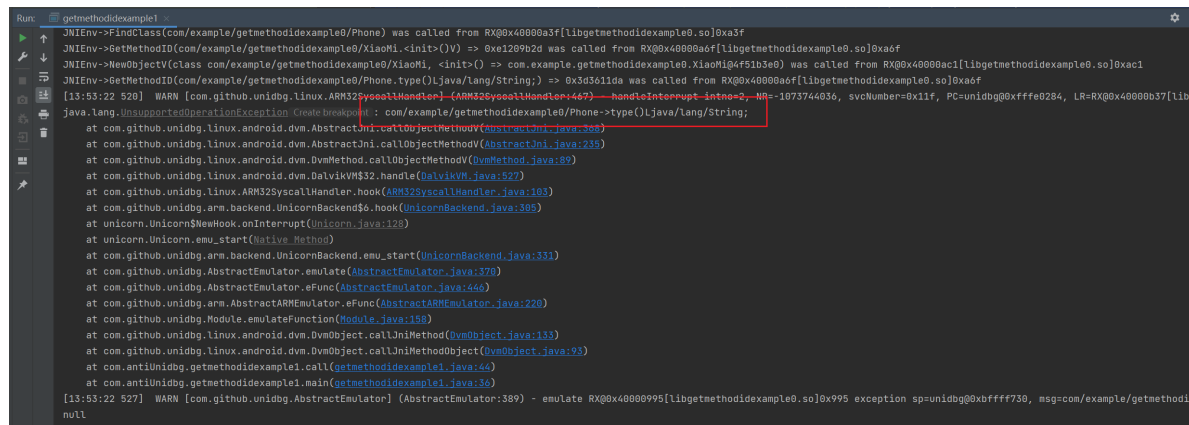 Run: getmethodidexample1 ×
JNIEnv->FindClass(com/example/getmethodidexample0/Phone) was called from RX@0x40000a3f[libgetmethodidexample0.so]0xa3f
JNIEnv->GetMethodID(com/example/getmethodidexample0/XiaoMi.<init>()V) => 0xe1209b2d was called from RX@0x40000a6f[libgetmethodidexample0.so]0xa6f
JNIEnv->NewObjectV(class com/example/getmethodidexample0/XiaoMi, <init>() => com.example.getmethodidexample0.XiaoMi@4f51b3e0) was called from RX@0x40000ac1[libgetmethodidexample0.so]0xac1
JNIEnv->GetMethodID(com/example/getmethodidexample0/Phone.type()Ljava/lang/String;) => 0x3d3611da was called from RX@0x40000a6f[libgetmethodidexample0.so]0xa6f
[13:53:22 520] WARN [com.github.unidbg.linux.ARM32SyscallHandler] (ARM32SyscallHandler:467) - handleInterrupt intno=2, NR=-1073744036, svcNumber=0x11f, PC=unidbg@0xfffe0284, LR=RX@0x40000b37[lib
java.lang.UnsupportedOperationException Create breakpoint : com/example/getmethodidexample0/Phone->type()Ljava/lang/String;
at com.github.unidbg.linux.android.dvm.AbstractJni.callObjectMethodV(AbstractJni.java:368)
at com.github.unidbg.linux.android.dvm.AbstractJni.callObjectMethodV(AbstractJni.java:235)
at com.github.unidbg.linux.android.dvm.DvmMethod.callObjectMethodV(DvmMethod.java:89)
at com.github.unidbg.linux.android.dvm.DalvikVM$32.handle(DalvikVM.java:527)
at com.github.unidbg.linux.ARM32SyscallHandler.hook(ARM32SyscallHandler.java:103)
at com.github.unidbg.arm.backend.UnicornBackend$6.hook(UnicornBackend.java:305)
at unicorn.Unicorn$NewHook.onInterrupt(Unicorn.java:128)
at unicorn.Unicorn.emu_start(Native Method)
at com.github.unidbg.arm.backend.UnicornBackend.emu_start(UnicornBackend.java:331)
at com.github.unidbg.AbstractEmulator.emulate(AbstractEmulator.java:370)
at com.github.unidbg.AbstractEmulator.eFunc(AbstractEmulator.java:446)
at com.github.unidbg.arm.AbstractARMEmulator.eFunc(AbstractARMEmulator.java:220)
at com.github.unidbg.Module.emulateFunction(Module.java:158)
at com.github.unidbg.linux.android.dvm.DvmObject.callJniMethod(DvmObject.java:133)
at com.github.unidbg.linux.android.dvm.DvmObject.callJniMethodObject(DvmObject.java:93)
at com.antiUnidbg.getmethodidexample1.call(getmethodidexample1.java:44)
at com.antiUnidbg.getmethodidexample1.main(getmethodidexample1.java:36)
[13:53:22 527] WARN [com.github.unidbg.AbstractEmulator] (AbstractEmulator:389) - emulate RX@0x40000995[libgetmethodidexample0.so]0x995 exception sp=unidbg@0xbffff730, msg=com/example/getmethodi
null